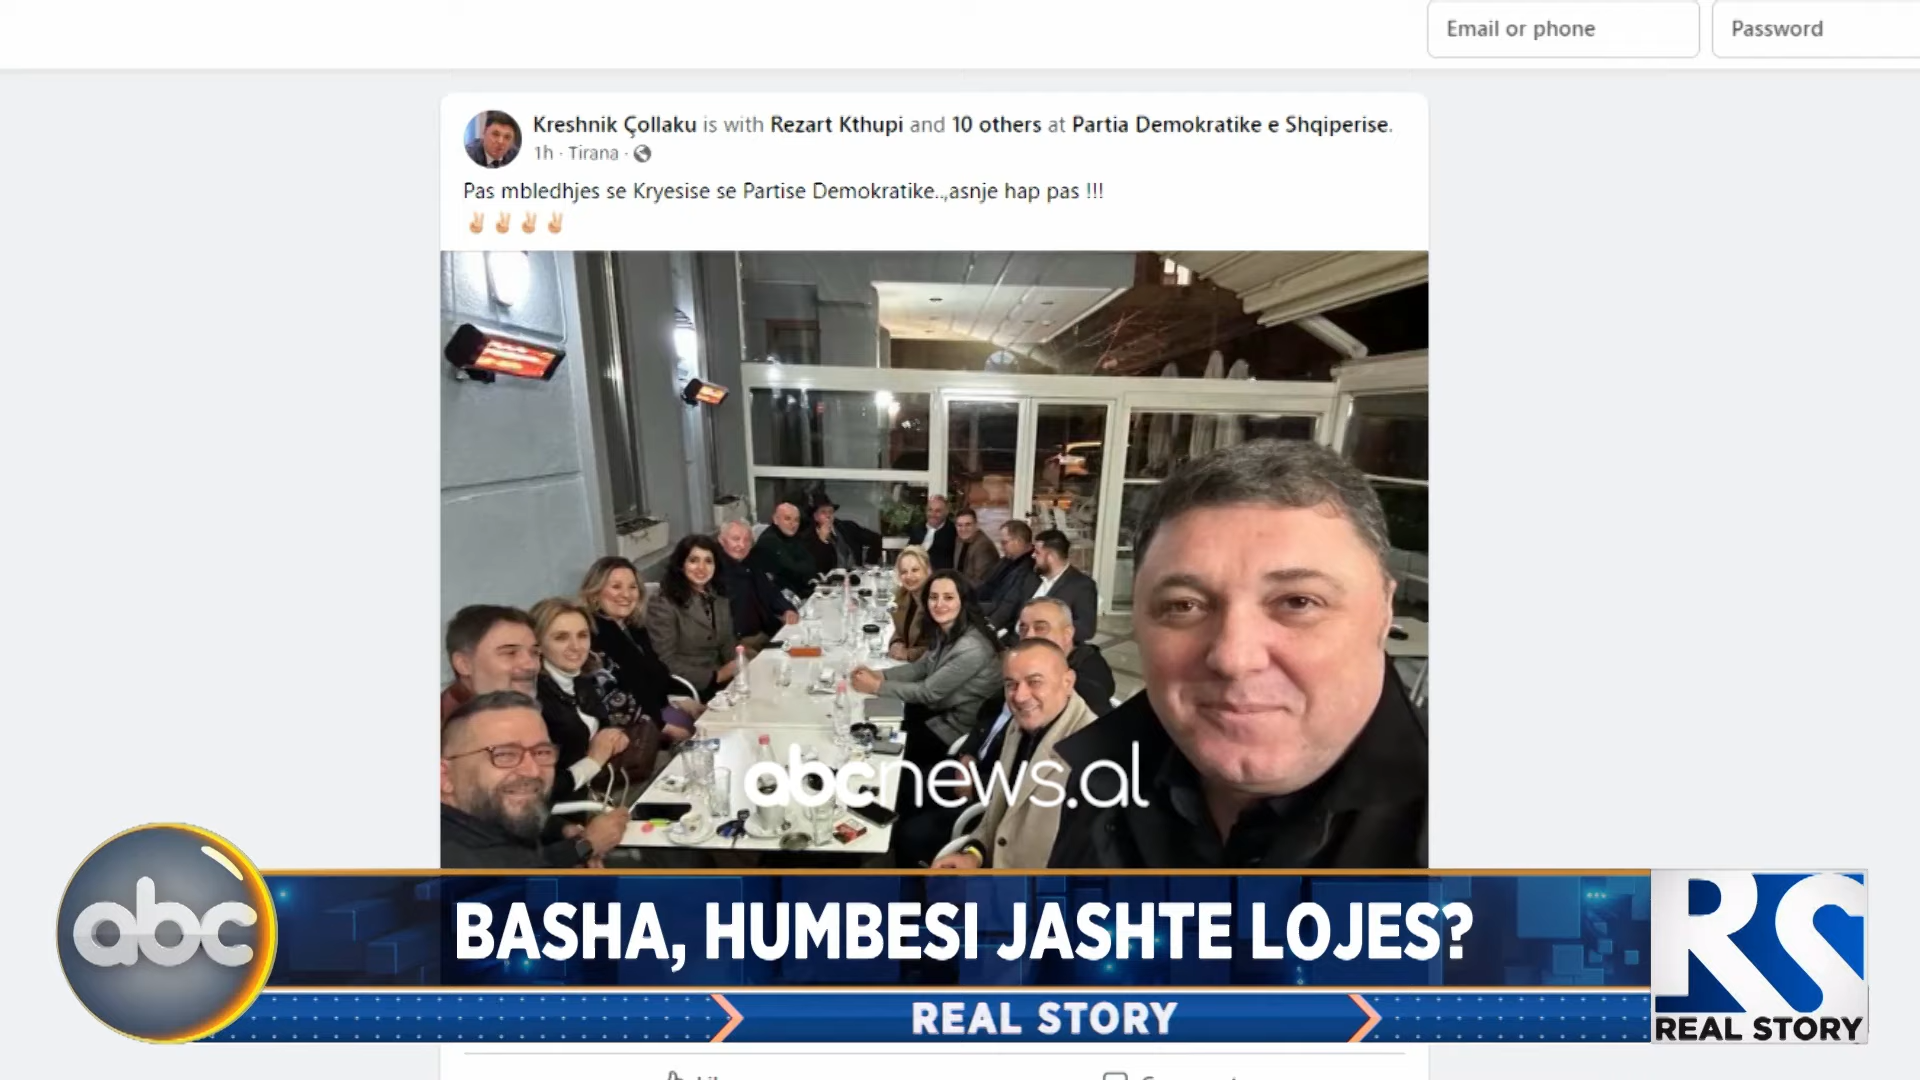 Email or phone
Password
Kreshnik Çollaku is with Rezart Kthupi and 10 others at Partia Demokratike e Shqiperise.
1h · Tirana ·
Pas mbledhjes se Kryesise se Partise Demokratike..,asnje hap pas !!!
✌🏼✌🏼✌🏼✌🏼
abcnews.al
abc
BASHA, HUMBESI JASHTE LOJES?
REAL STORY
RS
REAL STORY